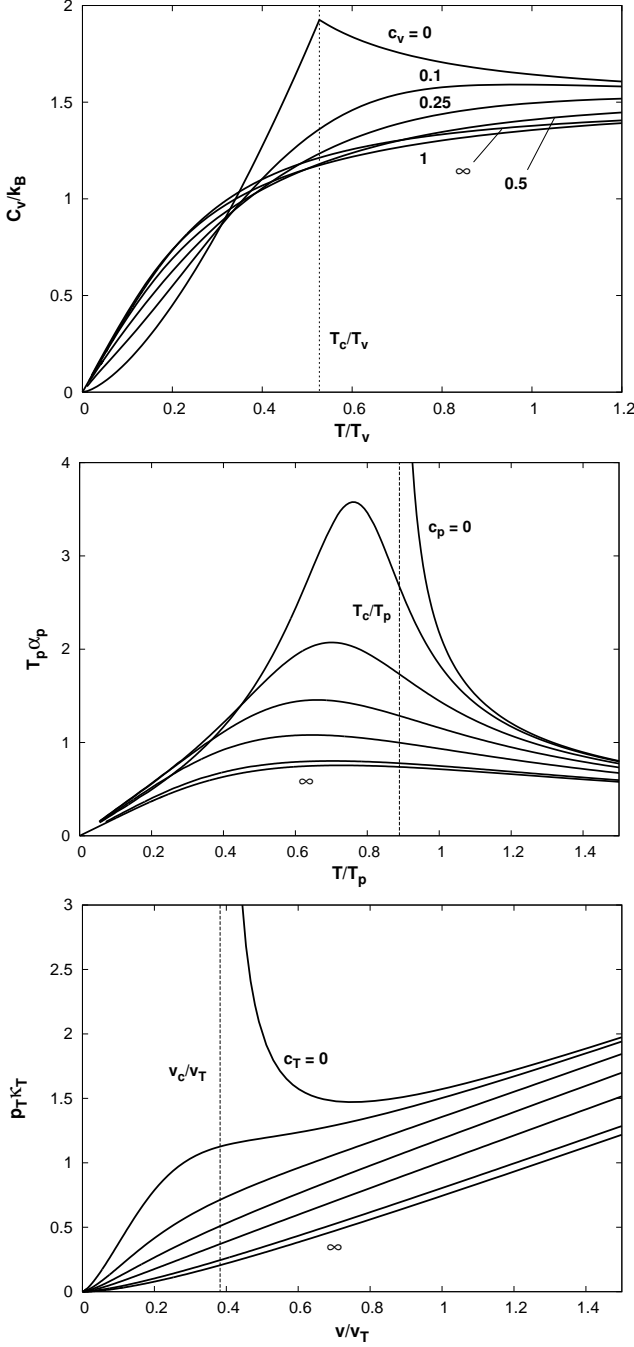 2
1.5
1
0.5
0
C_v/k_B
c_v = 0
0.1
0.25
1
∞
0.5
T_c/T_v
0 0.2 0.4 0.6 0.8 1 1.2
T/T_v
4
3
2
1
0
T_pα_p
c_p = 0
T_c/T_p
∞
0 0.2 0.4 0.6 0.8 1 1.2 1.4
T/T_p
3
2.5
2
1.5
1
0.5
0
p_Tκ_T
v_c/v_T
c_T = 0
∞
0 0.2 0.4 0.6 0.8 1 1.2 1.4
v/v_T